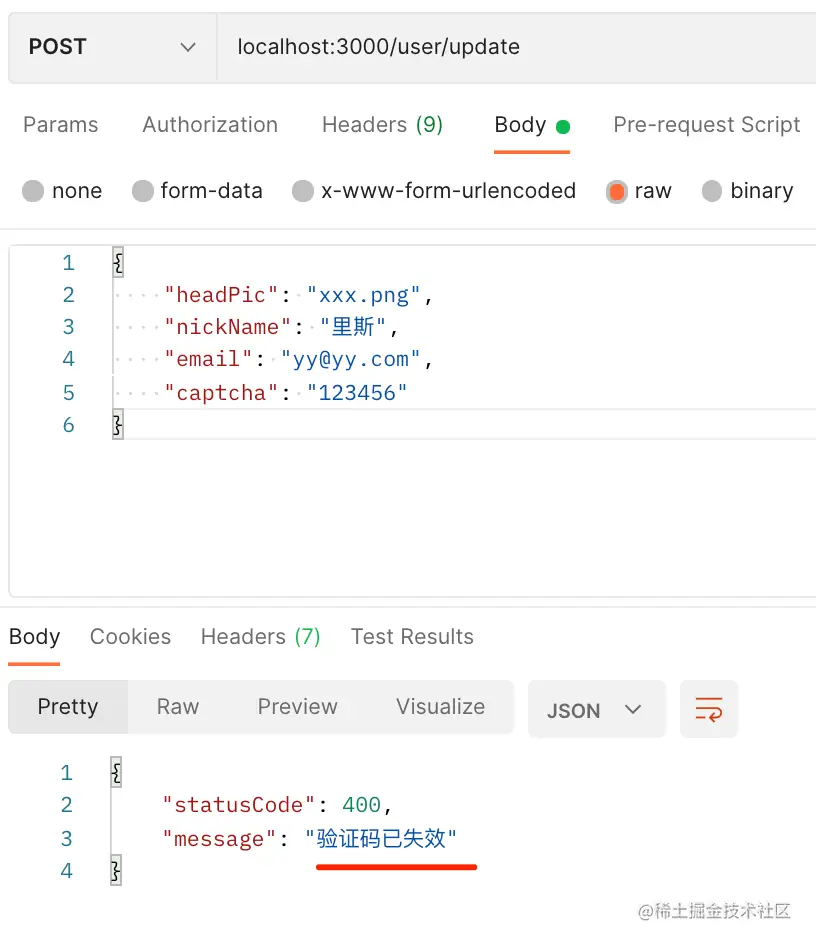 POST localhost:3000/user/update
Params Authorization Headers (9) Body Pre-request Script
none form-data x-www-form-urlencoded raw binary
1 {
2 "headPic": "xxx.png",
3 "nickName": "里斯",
4 "email": "yy@yy.com",
5 "captcha": "123456"
6 }
Body Cookies Headers (7) Test Results
Pretty Raw Preview Visualize JSON
1 {
2 "statusCode": 400,
3 "message": "验证码已失效"
4 }
@稀土掘金技术社区